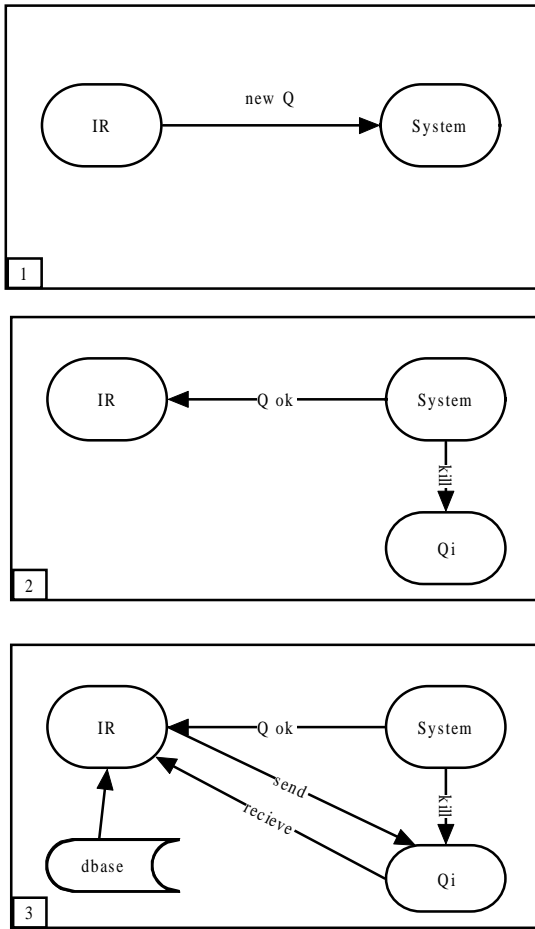 new Q
IR
System
1
IR
Q ok
System
kill
Qi
2
IR
Q ok
System
send
kill
recieve
dbase
Qi
3